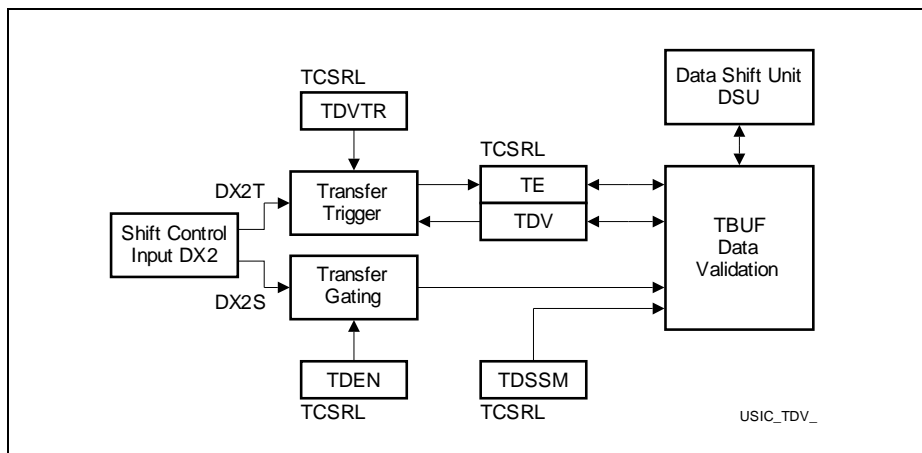 TCSRL
TDVTR
Data Shift Unit
DSU
TCSRL
DX2T
Transfer
Trigger
TE
TDV
Shift Control
Input DX2
TBUF
Data
Validation
Transfer
Gating
DX2S
TDEN
TCSRL
TDSSM
TCSRL
USIC_TDV_